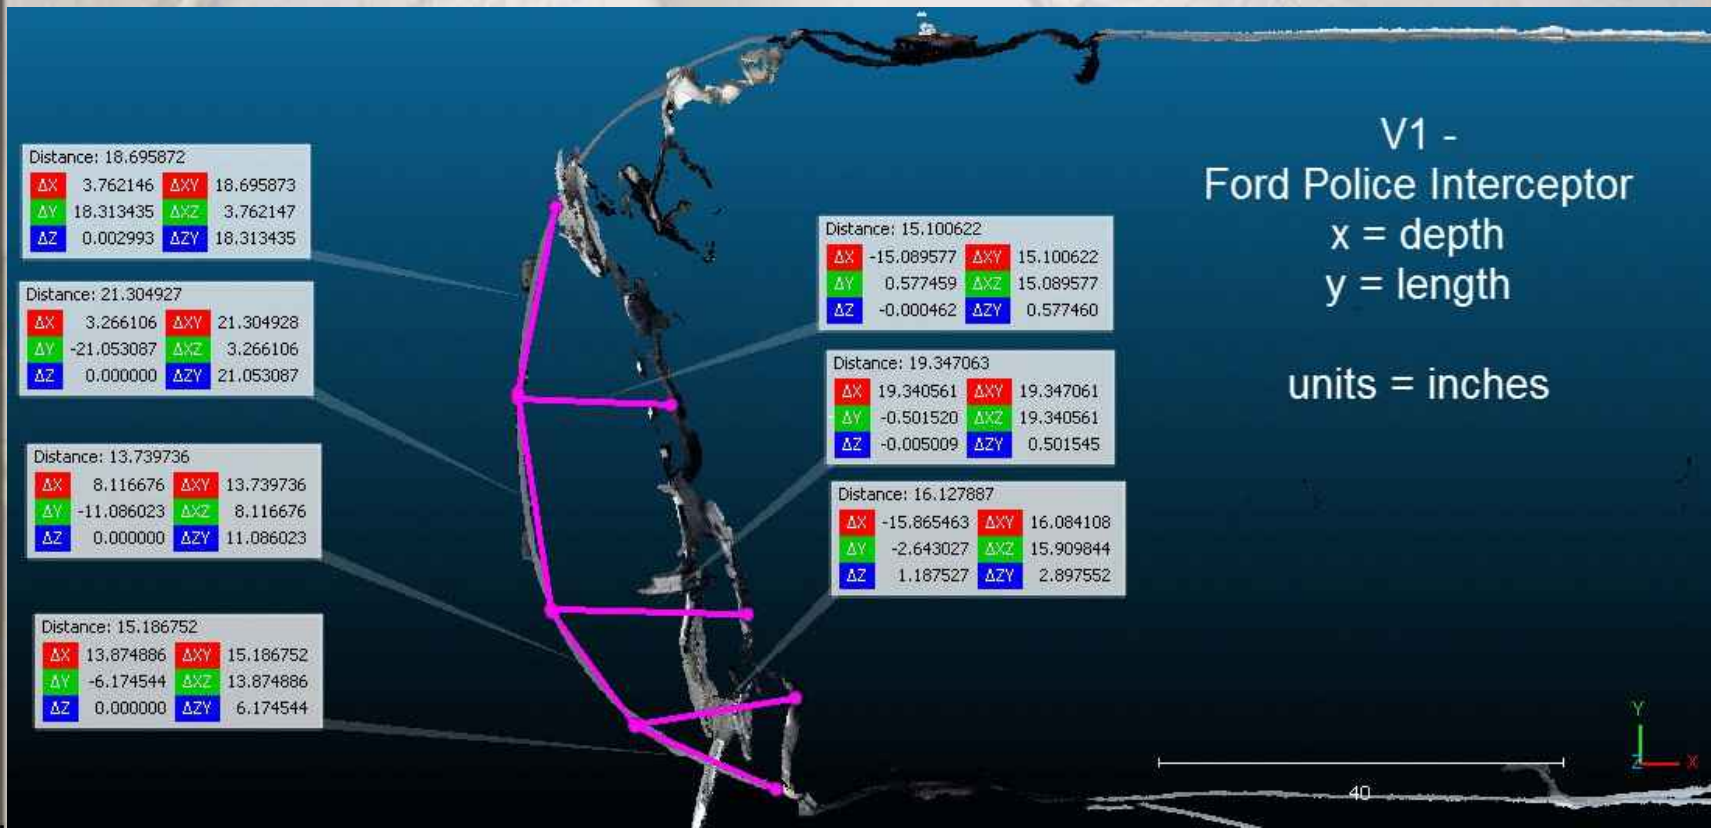 V1 -
Ford Police Interceptor
x = depth
y = length
units = inches
Distance: 18.695872
ΔX 3.762146 ΔXY 18.695873
ΔY 18.313435 ΔXZ 3.762147
ΔZ 0.002993 ΔZY 18.313435
Distance: 21.304927
ΔX 3.266106 ΔXY 21.304928
ΔY -21.053087 ΔXZ 3.266106
ΔZ 0.000000 ΔZY 21.053087
Distance: 13.739736
ΔX 8.116676 ΔXY 13.739736
ΔY -11.086023 ΔXZ 8.116676
ΔZ 0.000000 ΔZY 11.086023
Distance: 15.186752
ΔX 13.874886 ΔXY 15.186752
ΔY -6.174544 ΔXZ 13.874886
ΔZ 0.000000 ΔZY 6.174544
Distance: 15.100622
ΔX -15.089577 ΔXY 15.100622
ΔY 0.577459 ΔXZ 15.089577
ΔZ -0.000462 ΔZY 0.577460
Distance: 19.347063
ΔX 19.340561 ΔXY 19.347061
ΔY -0.501520 ΔXZ 19.340561
ΔZ -0.005009 ΔZY 0.501545
Distance: 16.127887
ΔX -15.865463 ΔXY 16.084108
ΔY -2.643027 ΔXZ 15.909844
ΔZ 1.187527 ΔZY 2.897552
Y
Z X
40